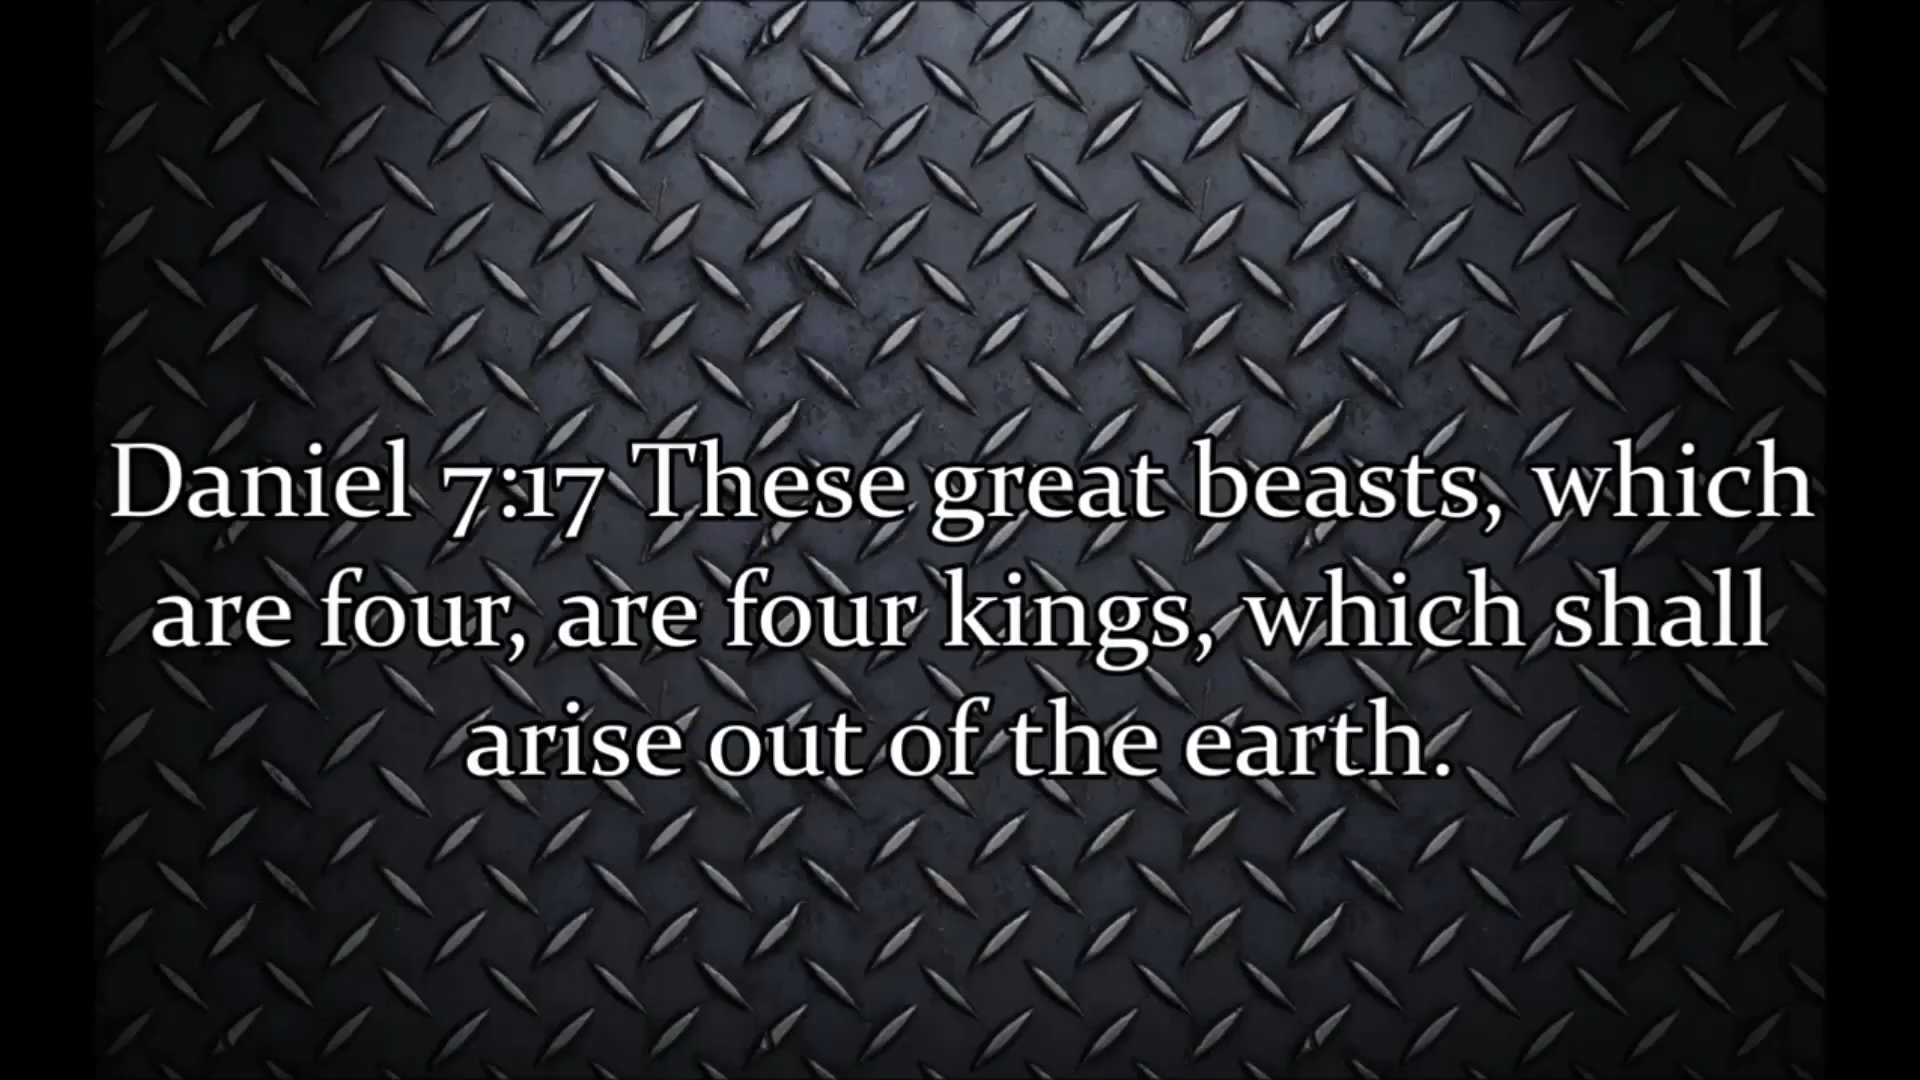 Daniel 7:17 These great beasts, which
are four, are four kings, which shall
arise out of the earth.